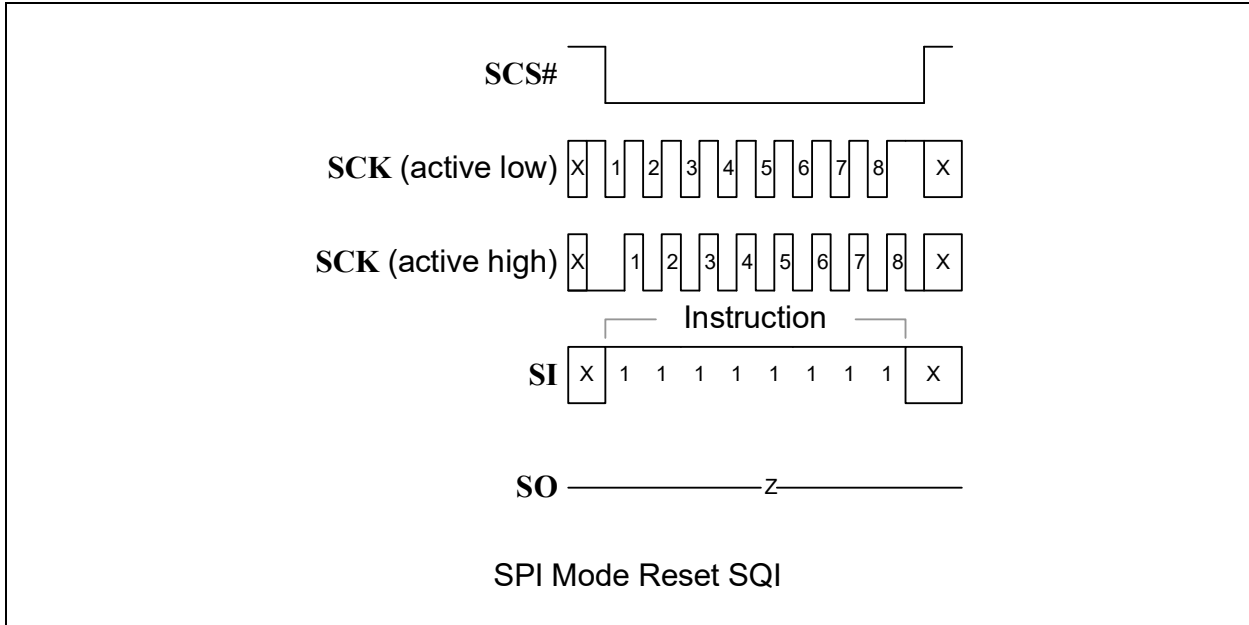 SCS#
SCK (active low) X 1 2 3 4 5 6 7 8 X
SCK (active high) X 1 2 3 4 5 6 7 8 X
Instruction
SI X 1 1 1 1 1 1 1 1 X
SO Z
SPI Mode Reset SQI